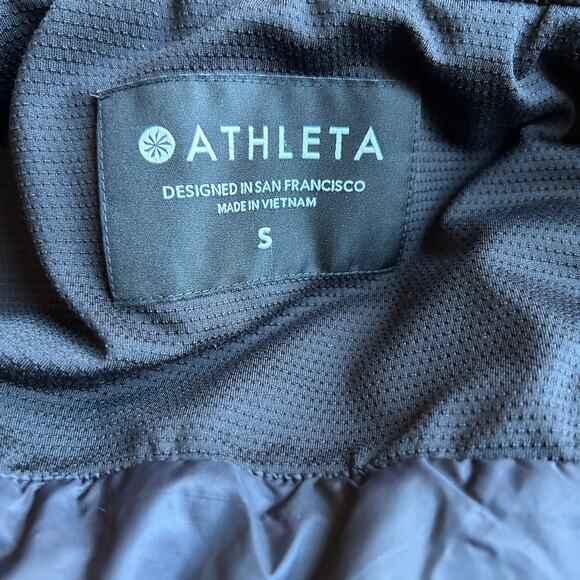 ATHLETA
DESIGNED IN SAN FRANCISCO
MADE IN VIETNAM
S